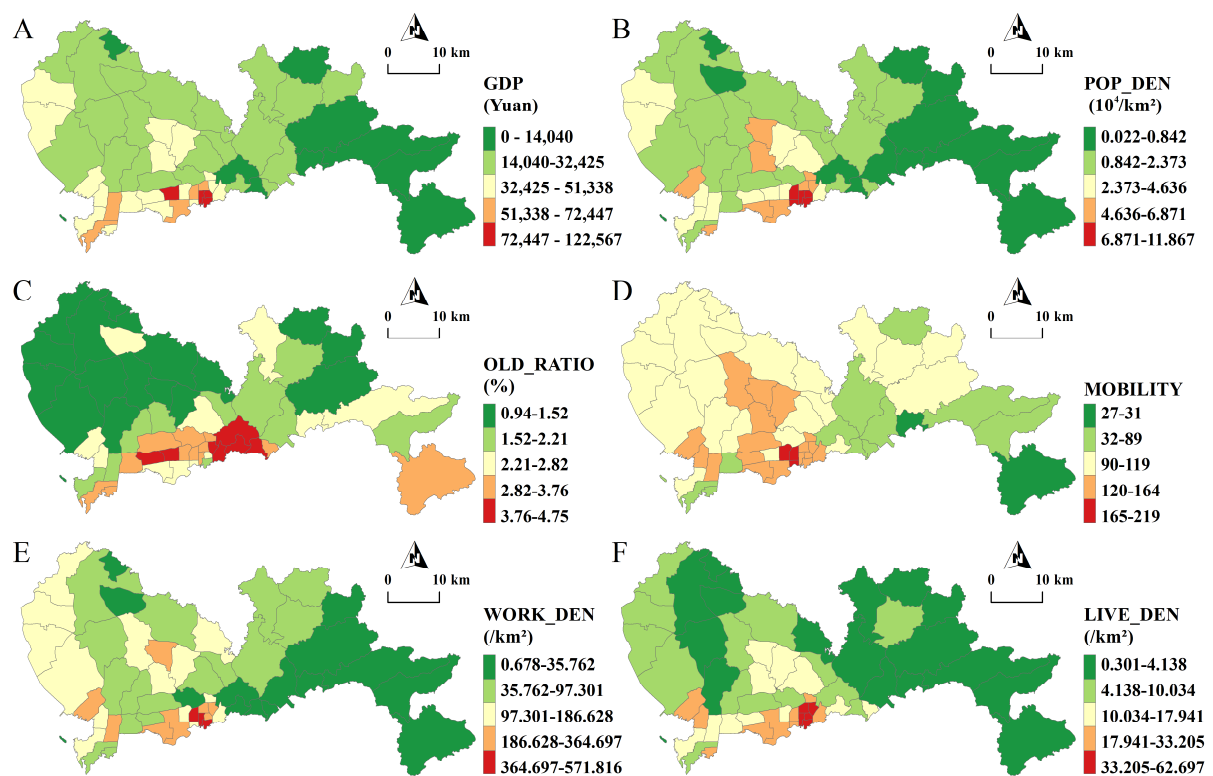 A
N
0 10 km
GDP
(Yuan)
0 - 14,040
14,040-32,425
32,425 - 51,338
51,338 - 72,447
72,447 - 122,567
B
N
0 10 km
POP_DEN
(10⁴/km²)
0.022-0.842
0.842-2.373
2.373-4.636
4.636-6.871
6.871-11.867
C
N
0 10 km
OLD_RATIO
(%)
0.94-1.52
1.52-2.21
2.21-2.82
2.82-3.76
3.76-4.75
D
N
0 10 km
MOBILITY
27-31
32-89
90-119
120-164
165-219
E
N
0 10 km
WORK_DEN
(/km²)
0.678-35.762
35.762-97.301
97.301-186.628
186.628-364.697
364.697-571.816
F
N
0 10 km
LIVE_DEN
(/km²)
0.301-4.138
4.138-10.034
10.034-17.941
17.941-33.205
33.205-62.697